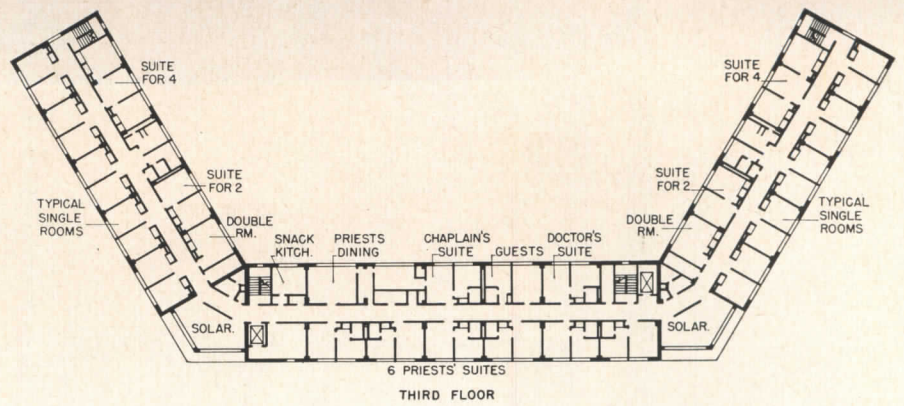 SUITE
FOR 4
SUITE
FOR 4
SUITE
FOR 2
SUITE
FOR 2
TYPICAL
SINGLE
ROOMS
TYPICAL
SINGLE
ROOMS
DOUBLE
RM.
DOUBLE
RM.
SNACK
KITCH.
PRIESTS
DINING
CHAPLAIN'S
SUITE
GUESTS
DOCTOR'S
SUITE
SOLAR.
SOLAR.
6 PRIESTS' SUITES
THIRD FLOOR